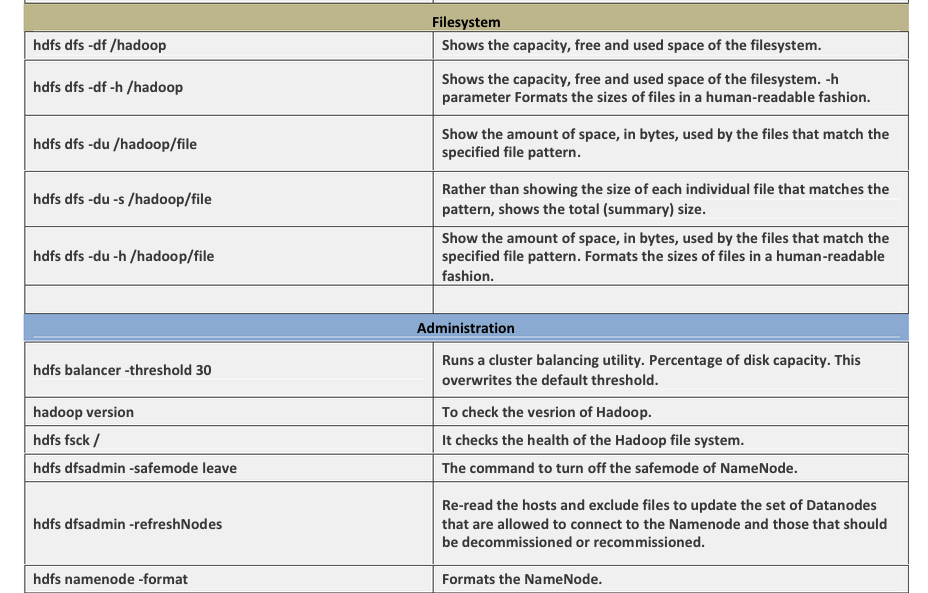 Filesystem
hdfs dfs -df /hadoop
Shows the capacity, free and used space of the filesystem.
hdfs dfs -df -h /hadoop
Shows the capacity, free and used space of the filesystem. -h
parameter Formats the sizes of files in a human-readable fashion.
hdfs dfs -du /hadoop/file
Show the amount of space, in bytes, used by the files that match the
specified file pattern.
hdfs dfs -du -s /hadoop/file
Rather than showing the size of each individual file that matches the
pattern, shows the total (summary) size.
hdfs dfs -du -h /hadoop/file
Show the amount of space, in bytes, used by the files that match the
specified file pattern. Formats the sizes of files in a human-readable
fashion.
Administration
hdfs balancer -threshold 30
Runs a cluster balancing utility. Percentage of disk capacity. This
overwrites the default threshold.
hadoop version
To check the vesrion of Hadoop.
hdfs fsck /
It checks the health of the Hadoop file system.
hdfs dfsadmin -safemode leave
The command to turn off the safemode of NameNode.
hdfs dfsadmin -refreshNodes
Re-read the hosts and exclude files to update the set of Datanodes
that are allowed to connect to the Namenode and those that should
be decommissioned or recommissioned.
hdfs namenode -format
Formats the NameNode.